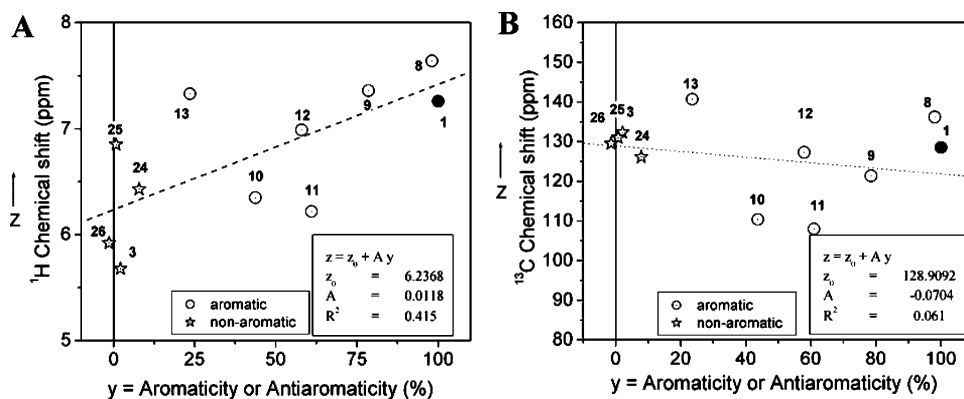 A
8
7
6
5
¹H Chemical shift (ppm)
Z
8
13
9
12
1
25
24
10
11
26
3
z = z₀ + A y
z₀ = 6.2368
A = 0.0118
R² = 0.415
aromatic
non-aromatic
0 25 50 75 100
y = Aromaticity or Antiaromaticity (%)
B
160
150
140
130
120
110
100
90
80
¹³C Chemical shift (ppm)
Z
13
8
25 3
12
1
26
24
9
10
11
z = z₀ + A y
z₀ = 128.9092
A = -0.0704
R² = 0.061
aromatic
non-aromatic
0 20 40 60 80 100
y = Aromaticity or Antiaromaticity (%)